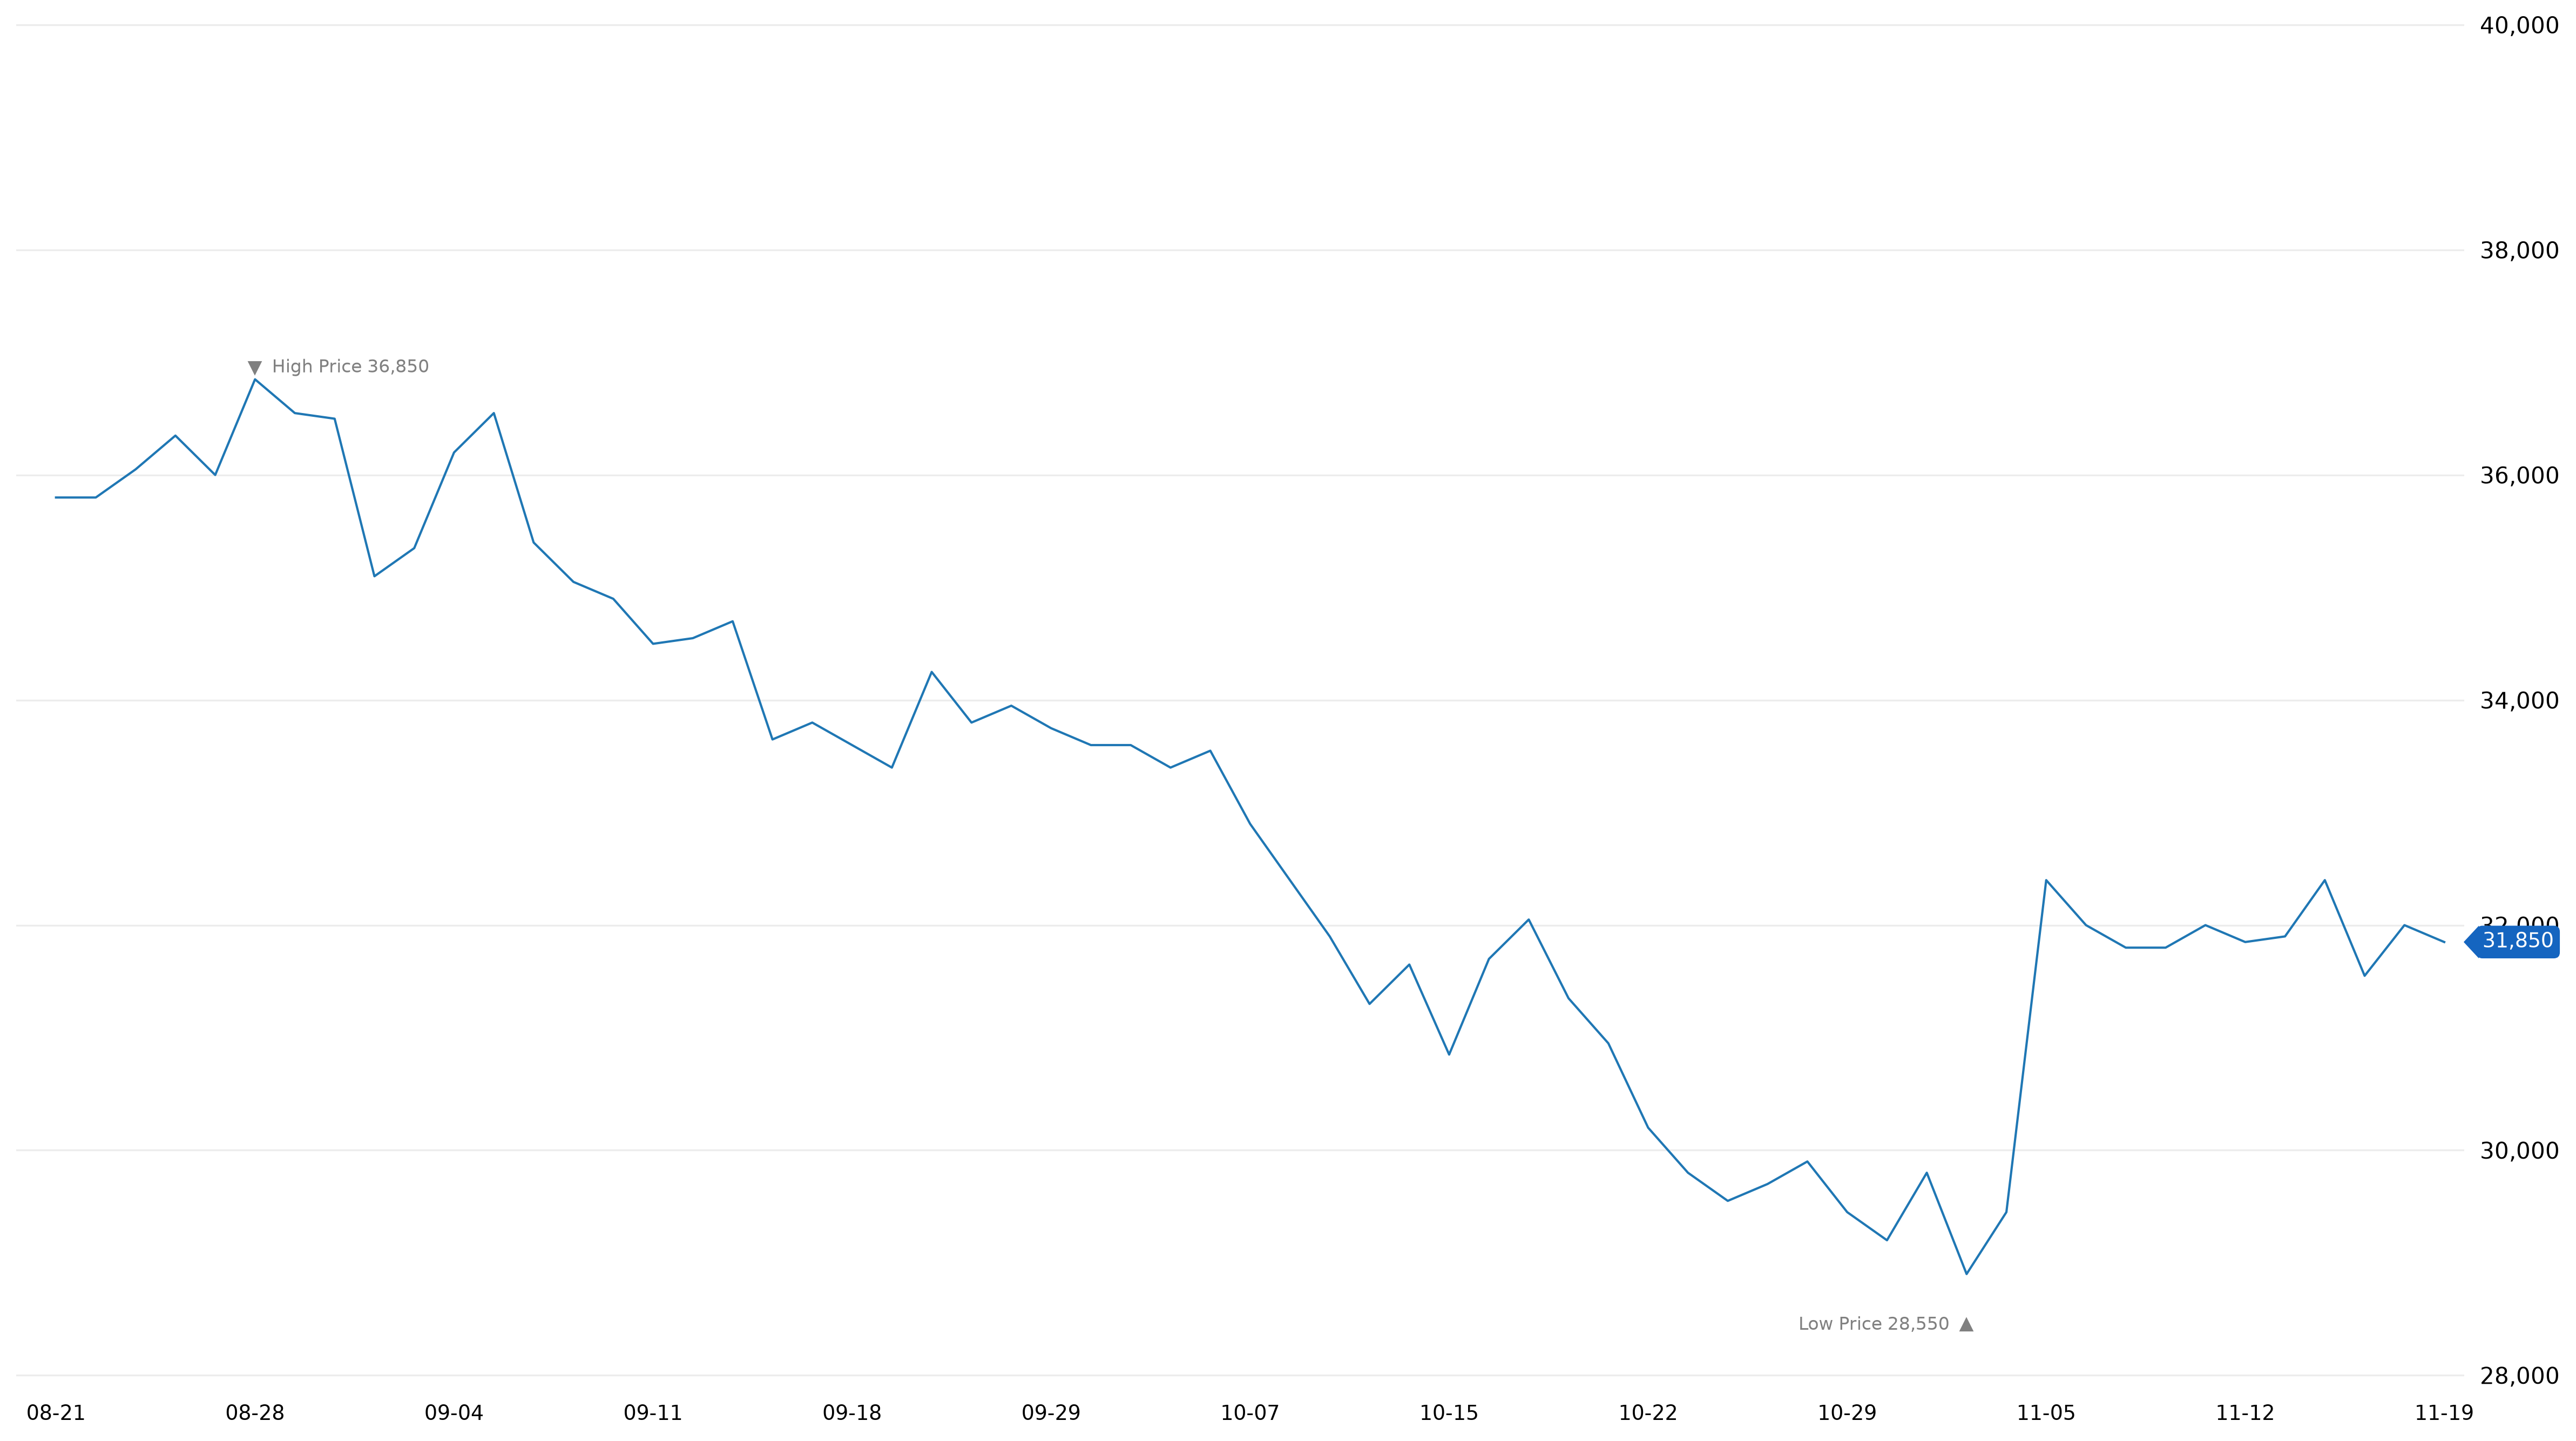 40,000
38,000
▼ High Price 36,850
36,000
34,000
32,000
31,850
30,000
Low Price 28,550 ▲
28,000
08-21 08-28 09-04 09-11 09-18 09-29 10-07 10-15 10-22 10-29 11-05 11-12 11-19